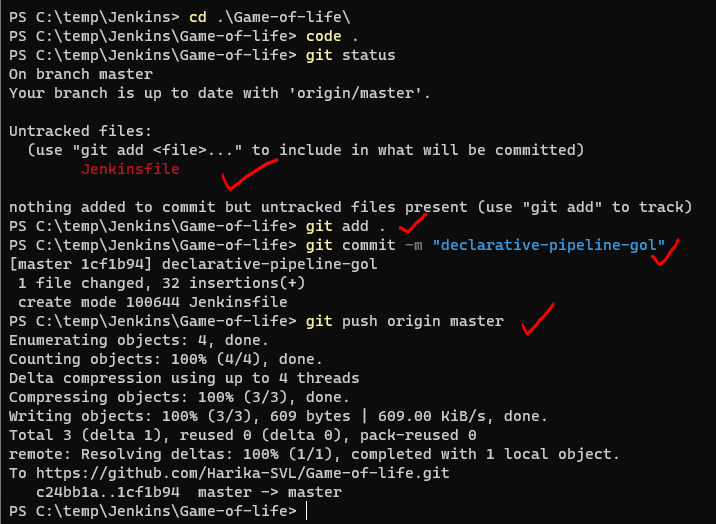 PS C:\temp\Jenkins> cd .\Game-of-life\
PS C:\temp\Jenkins\Game-of-life> code .
PS C:\temp\Jenkins\Game-of-life> git status
On branch master
Your branch is up to date with 'origin/master'.
Untracked files:
  (use "git add <file>..." to include in what will be committed)
        Jenkinsfile
nothing added to commit but untracked files present (use "git add" to track)
PS C:\temp\Jenkins\Game-of-life> git add .
PS C:\temp\Jenkins\Game-of-life> git commit -m "declarative-pipeline-gol"
[master 1cf1b94] declarative-pipeline-gol
 1 file changed, 32 insertions(+)
 create mode 100644 Jenkinsfile
PS C:\temp\Jenkins\Game-of-life> git push origin master
Enumerating objects: 4, done.
Counting objects: 100% (4/4), done.
Delta compression using up to 4 threads
Compressing objects: 100% (3/3), done.
Writing objects: 100% (3/3), 609 bytes | 609.00 KiB/s, done.
Total 3 (delta 1), reused 0 (delta 0), pack-reused 0
remote: Resolving deltas: 100% (1/1), completed with 1 local object.
To https://github.com/Harika-SVL/Game-of-life.git
   c24bb1a..1cf1b94  master -> master
PS C:\temp\Jenkins\Game-of-life>